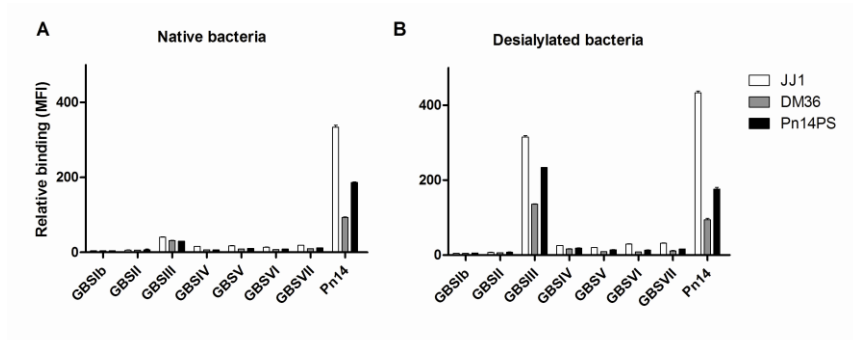 A
Native bacteria
Relative binding (MFI)
400
200
0
GBSIb
GBSII
GBSIII
GBSIV
GBSV
GBSVI
GBSVII
Pn14
B
Desialylated bacteria
400
200
0
GBSIb
GBSII
GBSIII
GBSIV
GBSV
GBSVI
GBSVII
Pn14
JJ1
DM36
Pn14PS